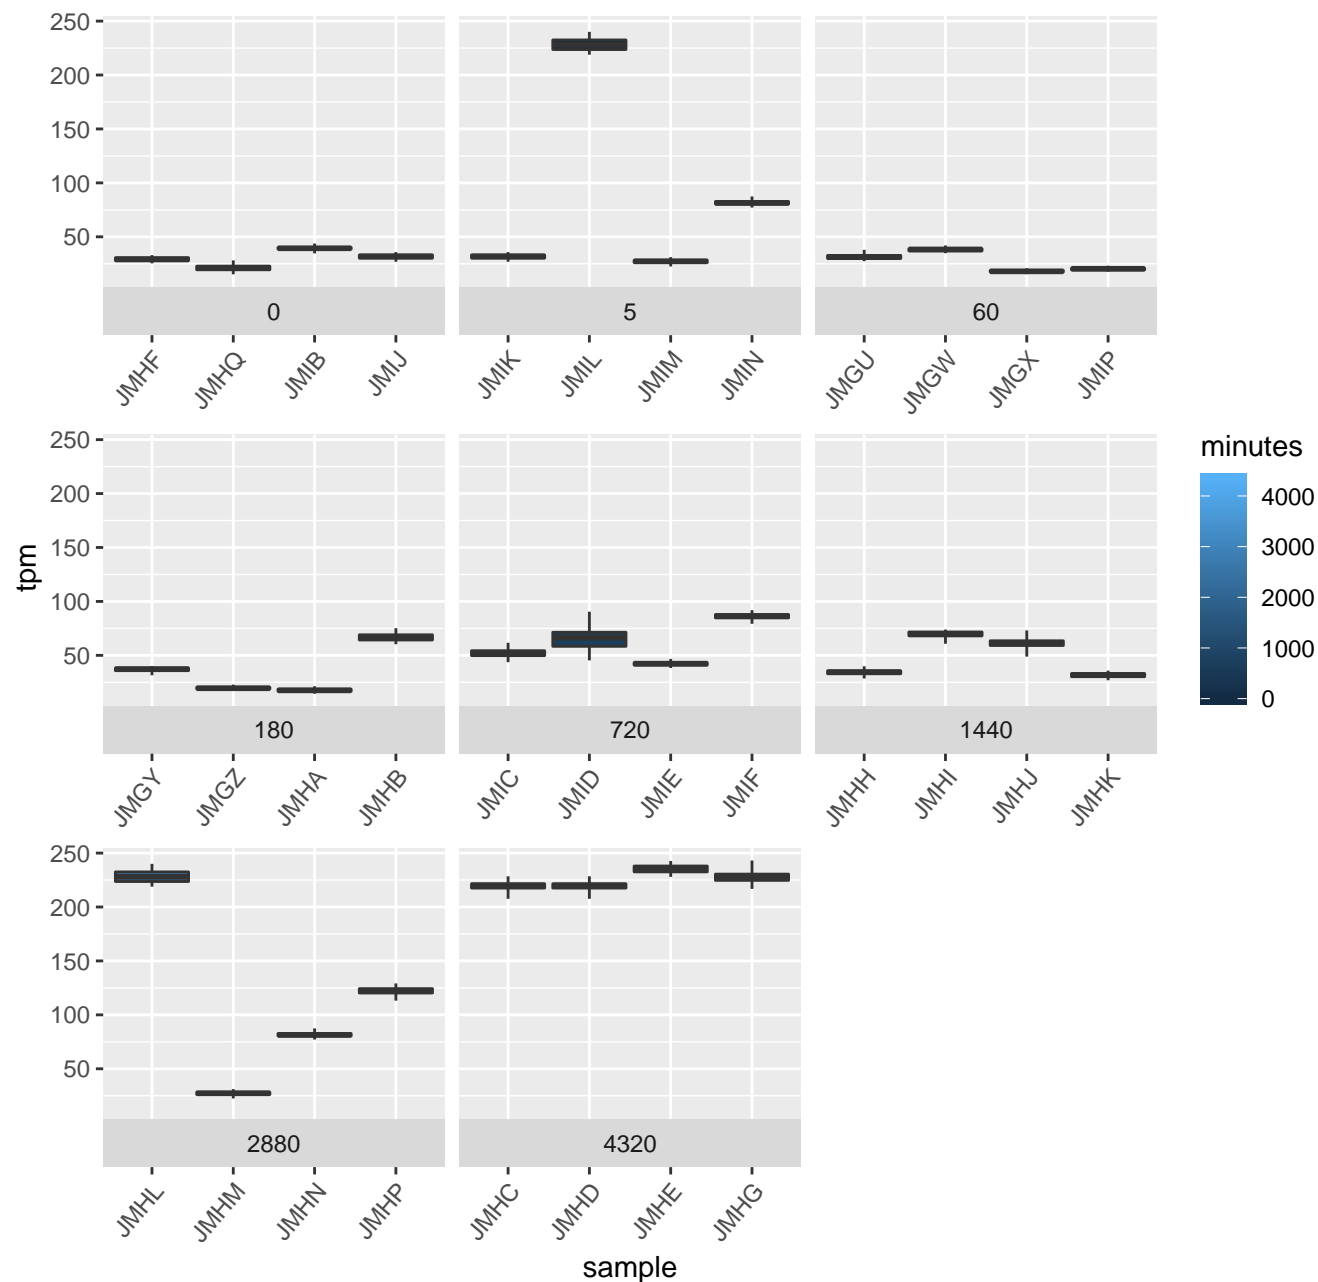 250
200
150
100
50
0
5
60
JMHF JMHQ JMIB JMIJ
JMIK JMIL JMIM JMIN
JMGU JMGW JMGX JMIP
250
200
150
100
50
180
720
1440
JMGY JMGZ JMHA JMHB
JMIC JMID JMIE JMIF
JMHH JMHI JMHJ JMHK
250
200
150
100
50
2880
4320
JMHL JMHM JMHN JMHP
JMHC JMHD JMHE JMHG
tpm
sample
minutes
4000
3000
2000
1000
0